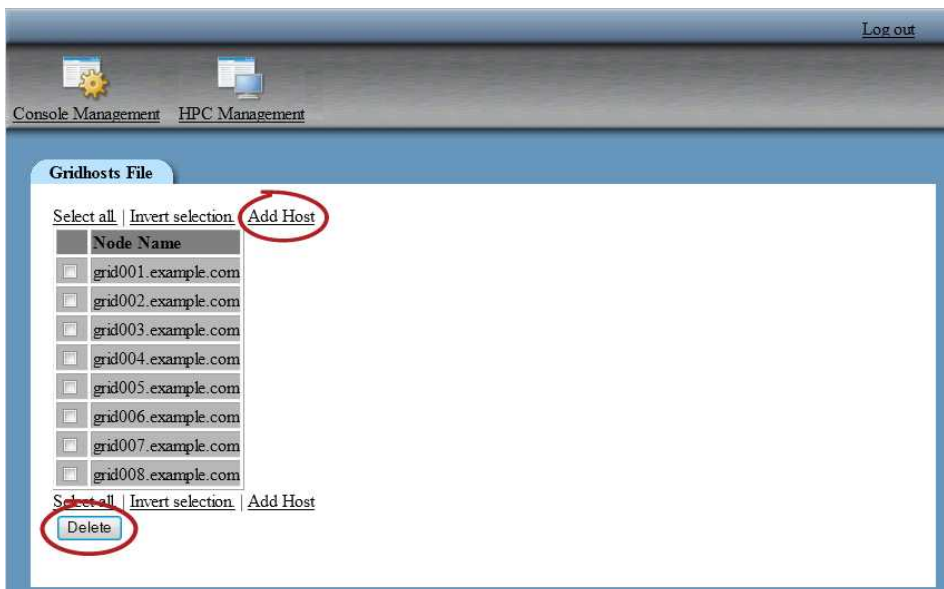 Log out
Console Management HPC Management
Gridhosts File
Select all | Invert selection | Add Host
Node Name
grid001.example.com
grid002.example.com
grid003.example.com
grid004.example.com
grid005.example.com
grid006.example.com
grid007.example.com
grid008.example.com
Select all | Invert selection | Add Host
Delete